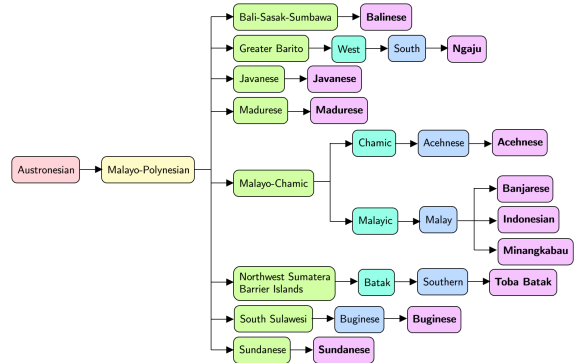 Austronesian
Malayo-Polynesian
Bali-Sasak-Sumbawa
Balinese
Greater Barito
West
South
Ngaju
Javanese
Javanese
Madurese
Madurese
Malayo-Chamic
Chamic
Acehnese
Acehnese
Malayic
Malay
Banjarese
Indonesian
Minangkabau
Northwest Sumatera
Barrier Islands
Batak
Southern
Toba Batak
South Sulawesi
Buginese
Buginese
Sundanese
Sundanese